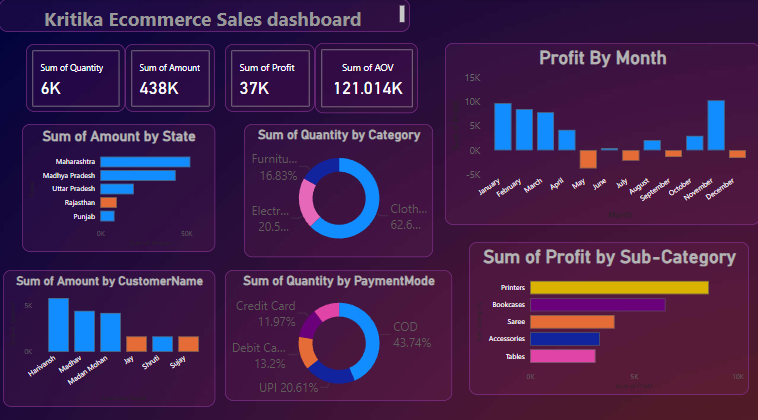 Kritika Ecommerce Sales dashboard
Sum of Quantity
6K
Sum of Amount
438K
Sum of Profit
37K
Sum of AOV
121.014K
Profit By Month
15K
10K
5K
0K
-5K
January
February
March
April
May
June
July
August
September
October
November
December
Sum of Amount by State
Maharashtra
Madhya Pradesh
Uttar Pradesh
Rajasthan
Punjab
0K
50K
Sum of Quantity by Category
Furnitu...
16.83%
Electr...
20.5...
Cloth...
62.6...
Sum of Amount by CustomerName
5K
0K
Harivansh
Madhav
Madan Mohan
Jay
Shruti
Sujay
Sum of Quantity by PaymentMode
Credit Card
11.97%
Debit Ca...
13.2%
UPI 20.61%
COD
43.74%
Sum of Profit by Sub-Category
Printers
Bookcases
Saree
Accessories
Tables
0K
5K
10K